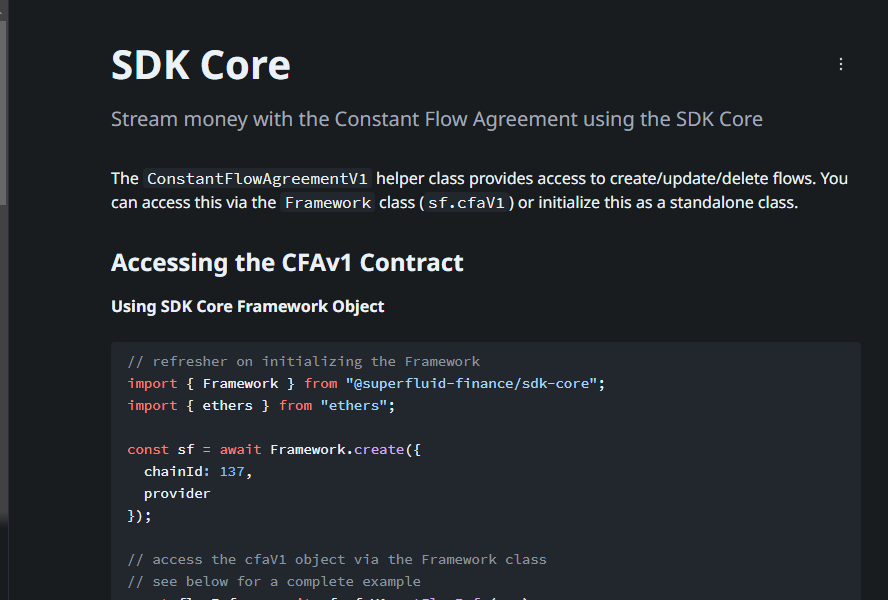 SDK Core
Stream money with the Constant Flow Agreement using the SDK Core
The ConstantFlowAgreementV1 helper class provides access to create/update/delete flows. You
can access this via the Framework class (sf.cfaV1) or initialize this as a standalone class.
Accessing the CFAv1 Contract
Using SDK Core Framework Object
// refresher on initializing the Framework
import { Framework } from "@superfluid-finance/sdk-core";
import { ethers } from "ethers";
const sf = await Framework.create({
chainId: 137,
provider
});
// access the cfaV1 object via the Framework class
// see below for a complete example